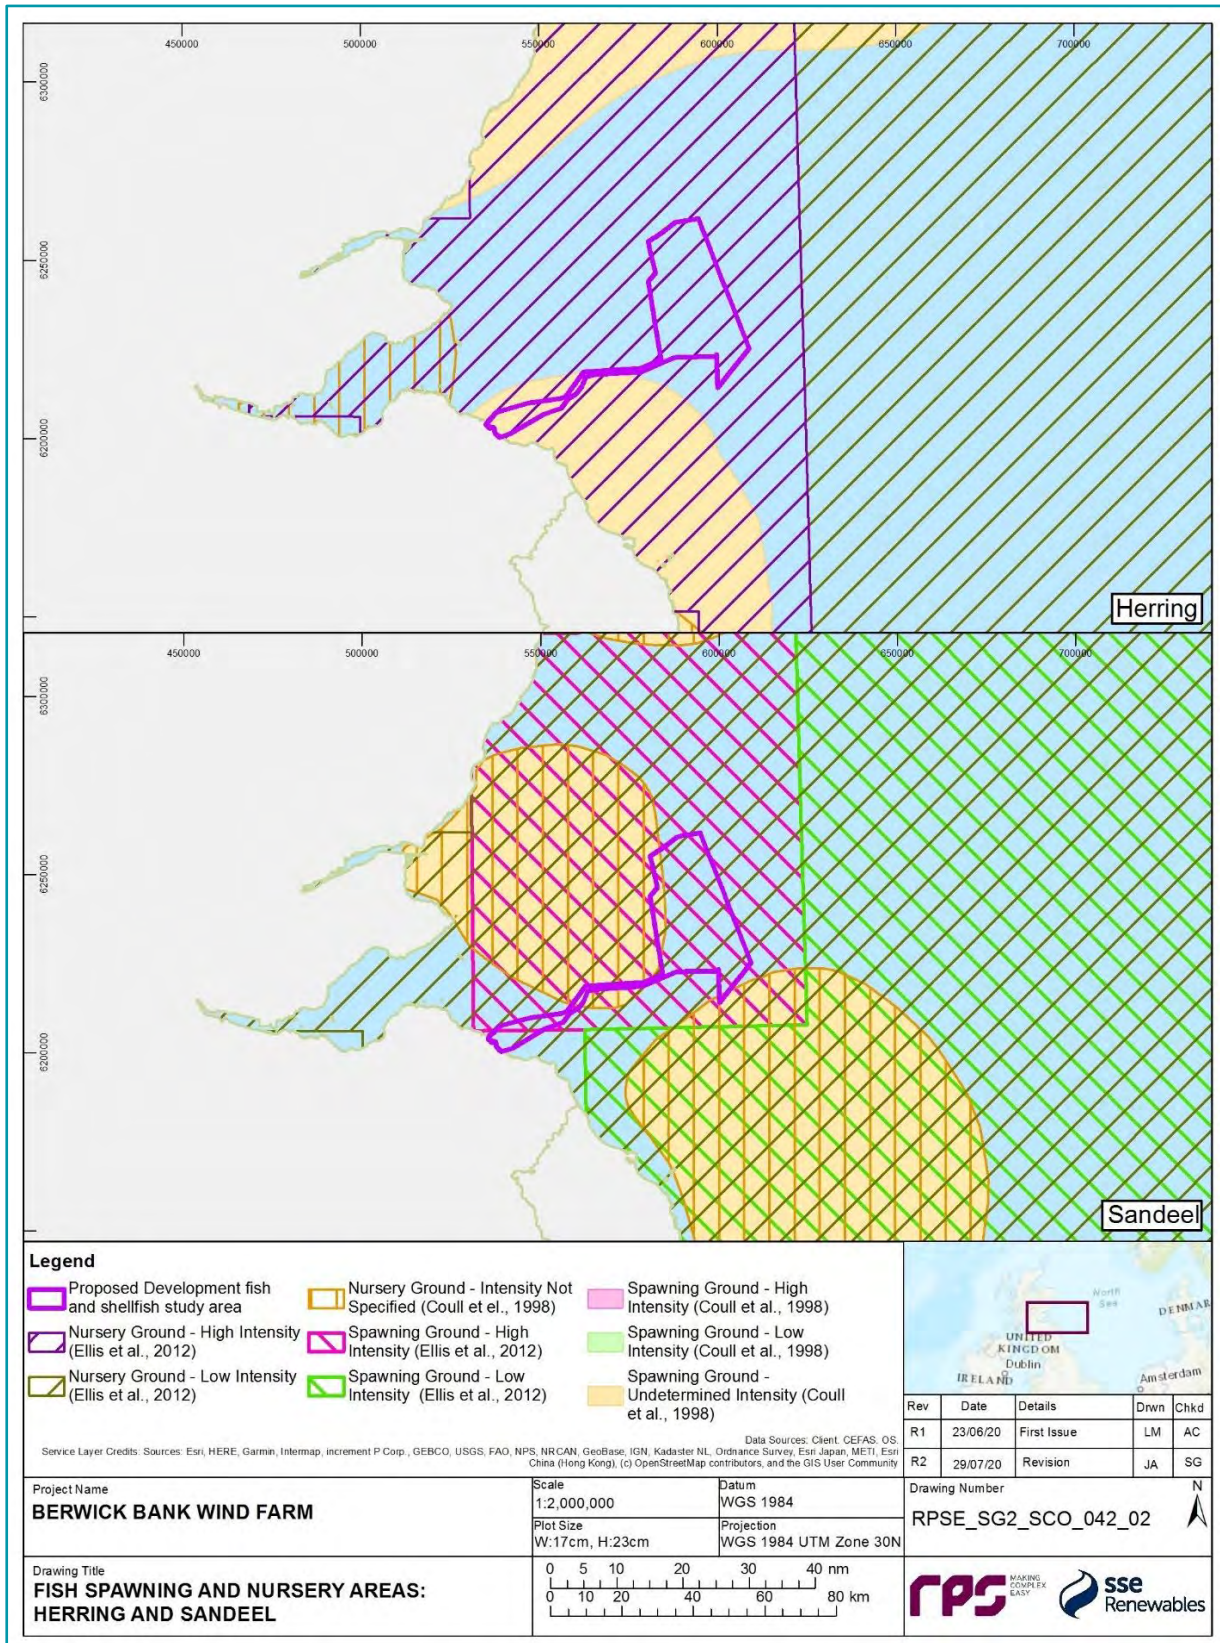 450000 500000 550000 600000 650000 700000
6300000
6250000
6200000
Herring
450000 500000 550000 600000 650000 700000
6300000
6250000
6200000
Sandeel
Legend
Proposed Development fish
and shellfish study area
Nursery Ground - High Intensity
(Ellis et al., 2012)
Nursery Ground - Low Intensity
(Ellis et al., 2012)
Nursery Ground - Intensity Not
Specified (Coull et el., 1998)
Spawning Ground - High
Intensity (Ellis et al., 2012)
Spawning Ground - Low
Intensity (Ellis et al., 2012)
Spawning Ground - High
Intensity (Coull et al., 1998)
Spawning Ground - Low
Intensity (Coull et al., 1998)
Spawning Ground -
Undetermined Intensity (Coull
et al., 1998)
Data Sources: Client, CEFAS, OS.
Service Layer Credits: Sources: Esri, HERE, Garmin, Intermap, increment P Corp., GEBCO, USGS, FAO, NPS, NRCAN, GeoBase, IGN, Kadaster NL, Ordnance Survey, Esri Japan, METI, Esri
China (Hong Kong), (c) OpenStreetMap contributors, and the GIS User Community
North
Sea
DENMAR
UNITED
KINGDOM
Dublin
IRELAND
Amsterdam
Rev Date Details Drwn Chkd
R1 23/06/20 First Issue LM AC
R2 29/07/20 Revision JA SG
Project Name
BERWICK BANK WIND FARM
Scale
1:2,000,000
Datum
WGS 1984
Plot Size
W:17cm, H:23cm
Projection
WGS 1984 UTM Zone 30N
Drawing Number
RPSE_SG2_SCO_042_02
N
Drawing Title
FISH SPAWNING AND NURSERY AREAS:
HERRING AND SANDEEL
0 5 10 20 30 40 nm
0 10 20 40 60 80 km
rps MAKING
COMPLEX
EASY
sse
Renewables